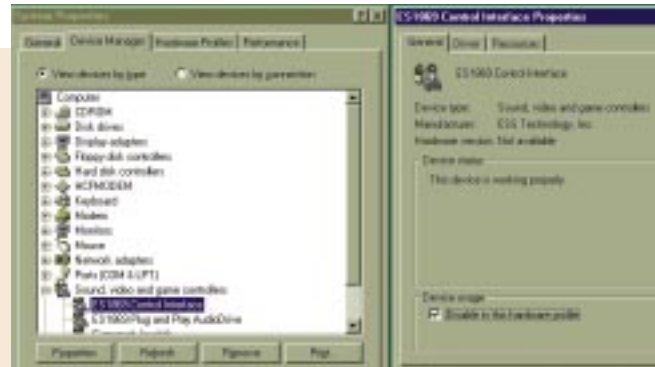 System Properties
General Device Manager Hardware Profiles Performance
View devices by type View devices by connection
Computer
CDROM
Disk drives
Display adapters
Floppy disk controllers
Hard disk controllers
HCFMODEM
Keyboard
Modem
Monitors
Mouse
Network adapters
Ports (COM & LPT)
Sound, video and game controllers
ES1969 Control Interface
ES1969 Plug and Play AudioDrive
Properties Refresh Remove Print...
ES1969 Control Interface Properties
General Driver Resources
ES1969 Control Interface
Device type: Sound, video and game controllers
Manufacturer: ESS Technology, Inc.
Hardware version: Not available
Device status
This device is working properly.
Device usage
Disable in this hardware profile